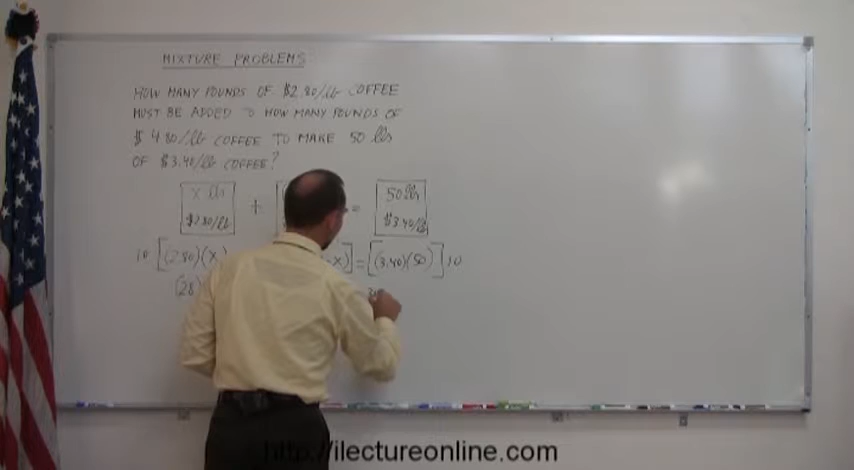 MIXTURE PROBLEMS
HOW MANY POUNDS OF $2.80/lb COFFEE
MUST BE ADDED TO HOW MANY POUNDS OF
$4.80/lb COFFEE TO MAKE 50 lbs
OF $3.40/lb COFFEE?
x lbs + = 50 lbs
$2.80/lb $3.40/lb
10 [(2.80)(x) -x)] = [(3.40)(50)] 10
(28)
http://ilectureonline.com